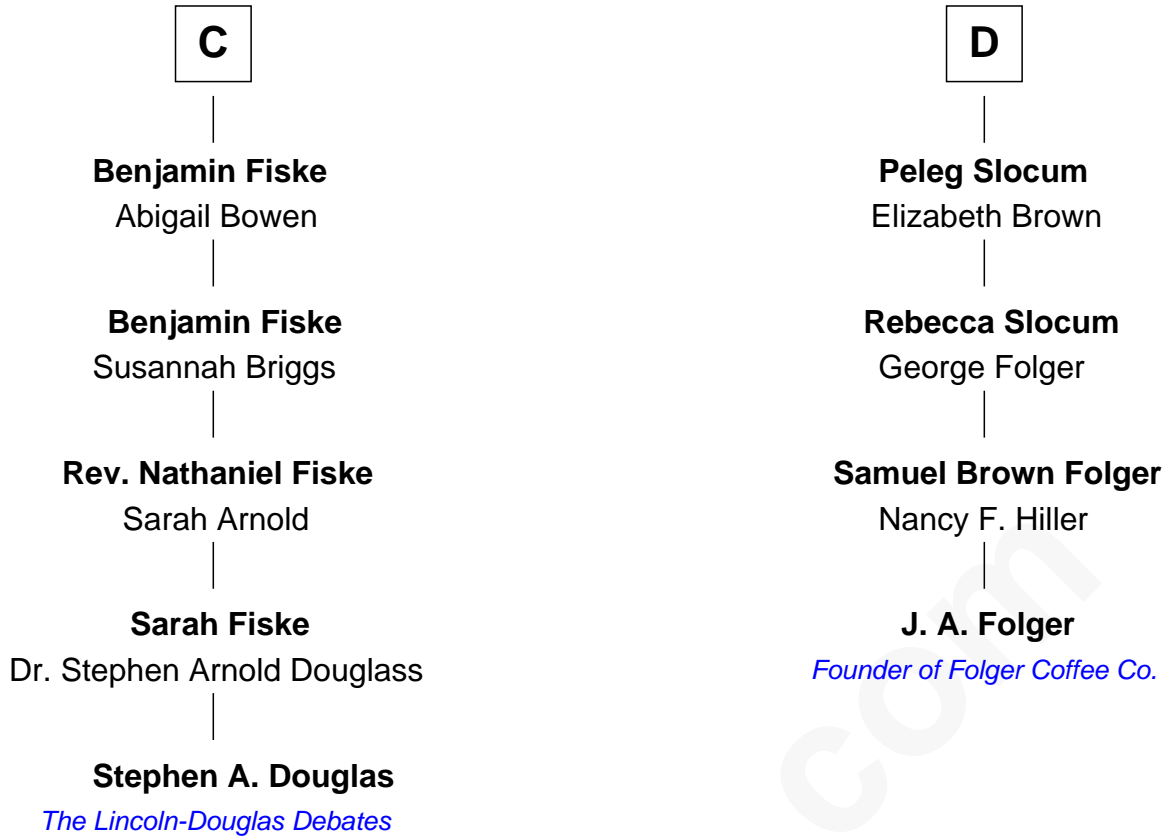 C
Benjamin Fiske
Abigail Bowen
Benjamin Fiske
Susannah Briggs
Rev. Nathaniel Fiske
Sarah Arnold
Sarah Fiske
Dr. Stephen Arnold Douglass
Stephen A. Douglas
The Lincoln-Douglas Debates
D
Peleg Slocum
Elizabeth Brown
Rebecca Slocum
George Folger
Samuel Brown Folger
Nancy F. Hiller
J. A. Folger
Founder of Folger Coffee Co.
com